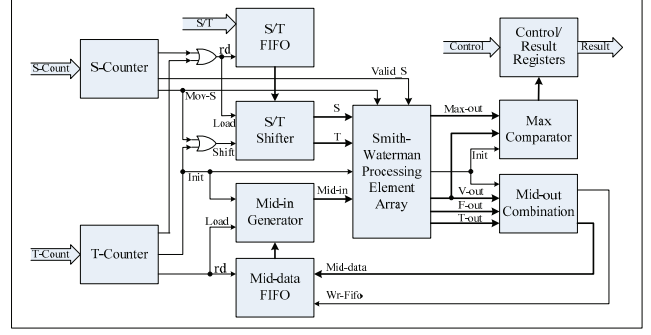 S/T
S/T FIFO
Control/ Result Registers
Control
Result
S-Count
S-Counter
rd
Valid_S
Mov-S
Load
Shift
S/T Shifter
S
T
Smith-Waterman Processing Element Array
Max-out
Max Comparator
Init
Init
Mid-in Generator
Mid-in
V-out
F-out
T-out
Mid-out Combination
Load
T-Count
T-Counter
rd
Mid-data FIFO
Mid-data
Wr-Fifo